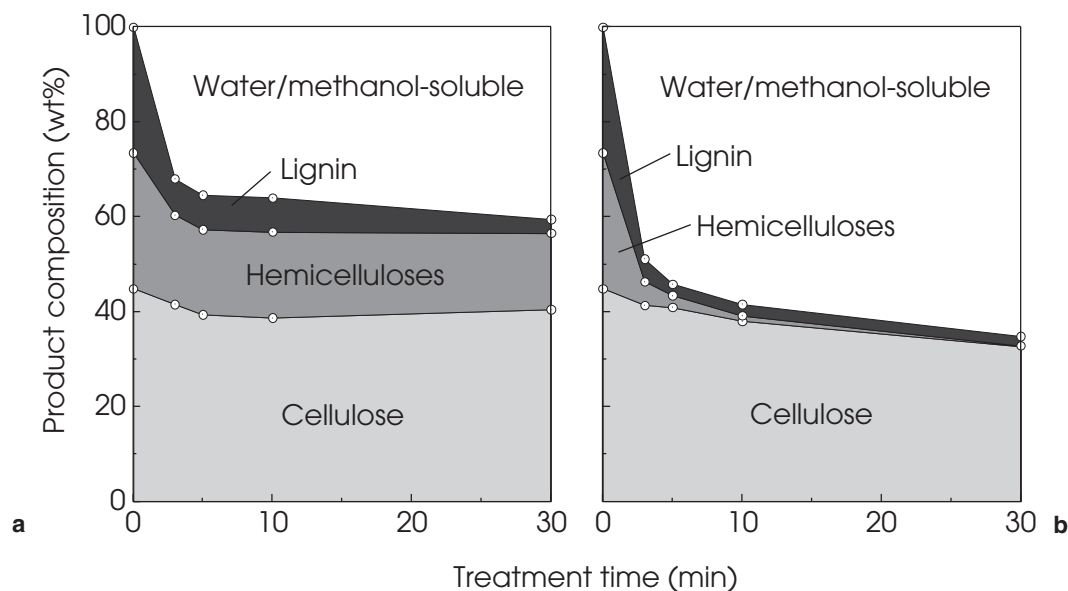 Product composition (wt%)
100
80
60
40
20
0
Water/methanol-soluble
Lignin
Hemicelluloses
Cellulose
0 10 20 30
a
Water/methanol-soluble
Lignin
Hemicelluloses
Cellulose
0 10 20 30
b
Treatment time (min)